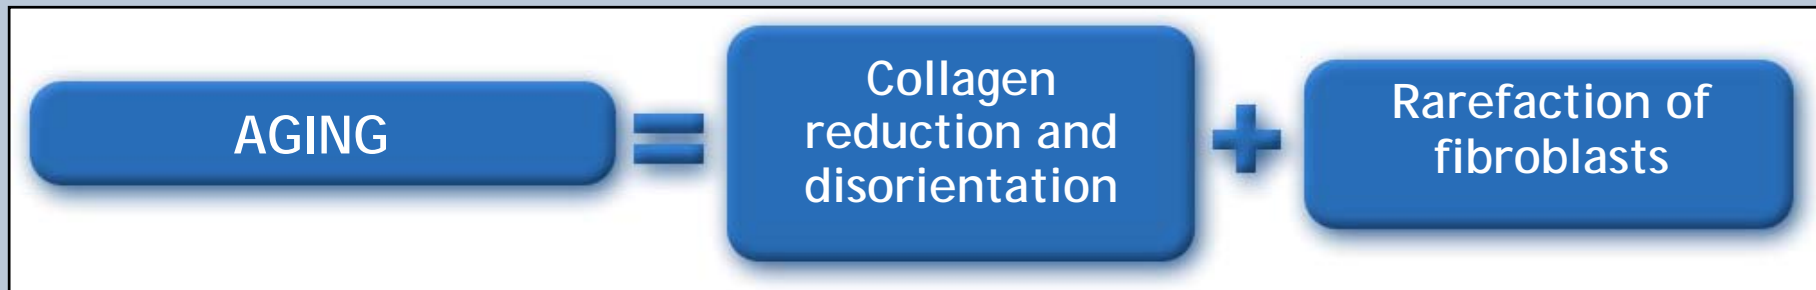 AGING
=
Collagen
reduction and
disorientation
+
Rarefaction of
fibroblasts